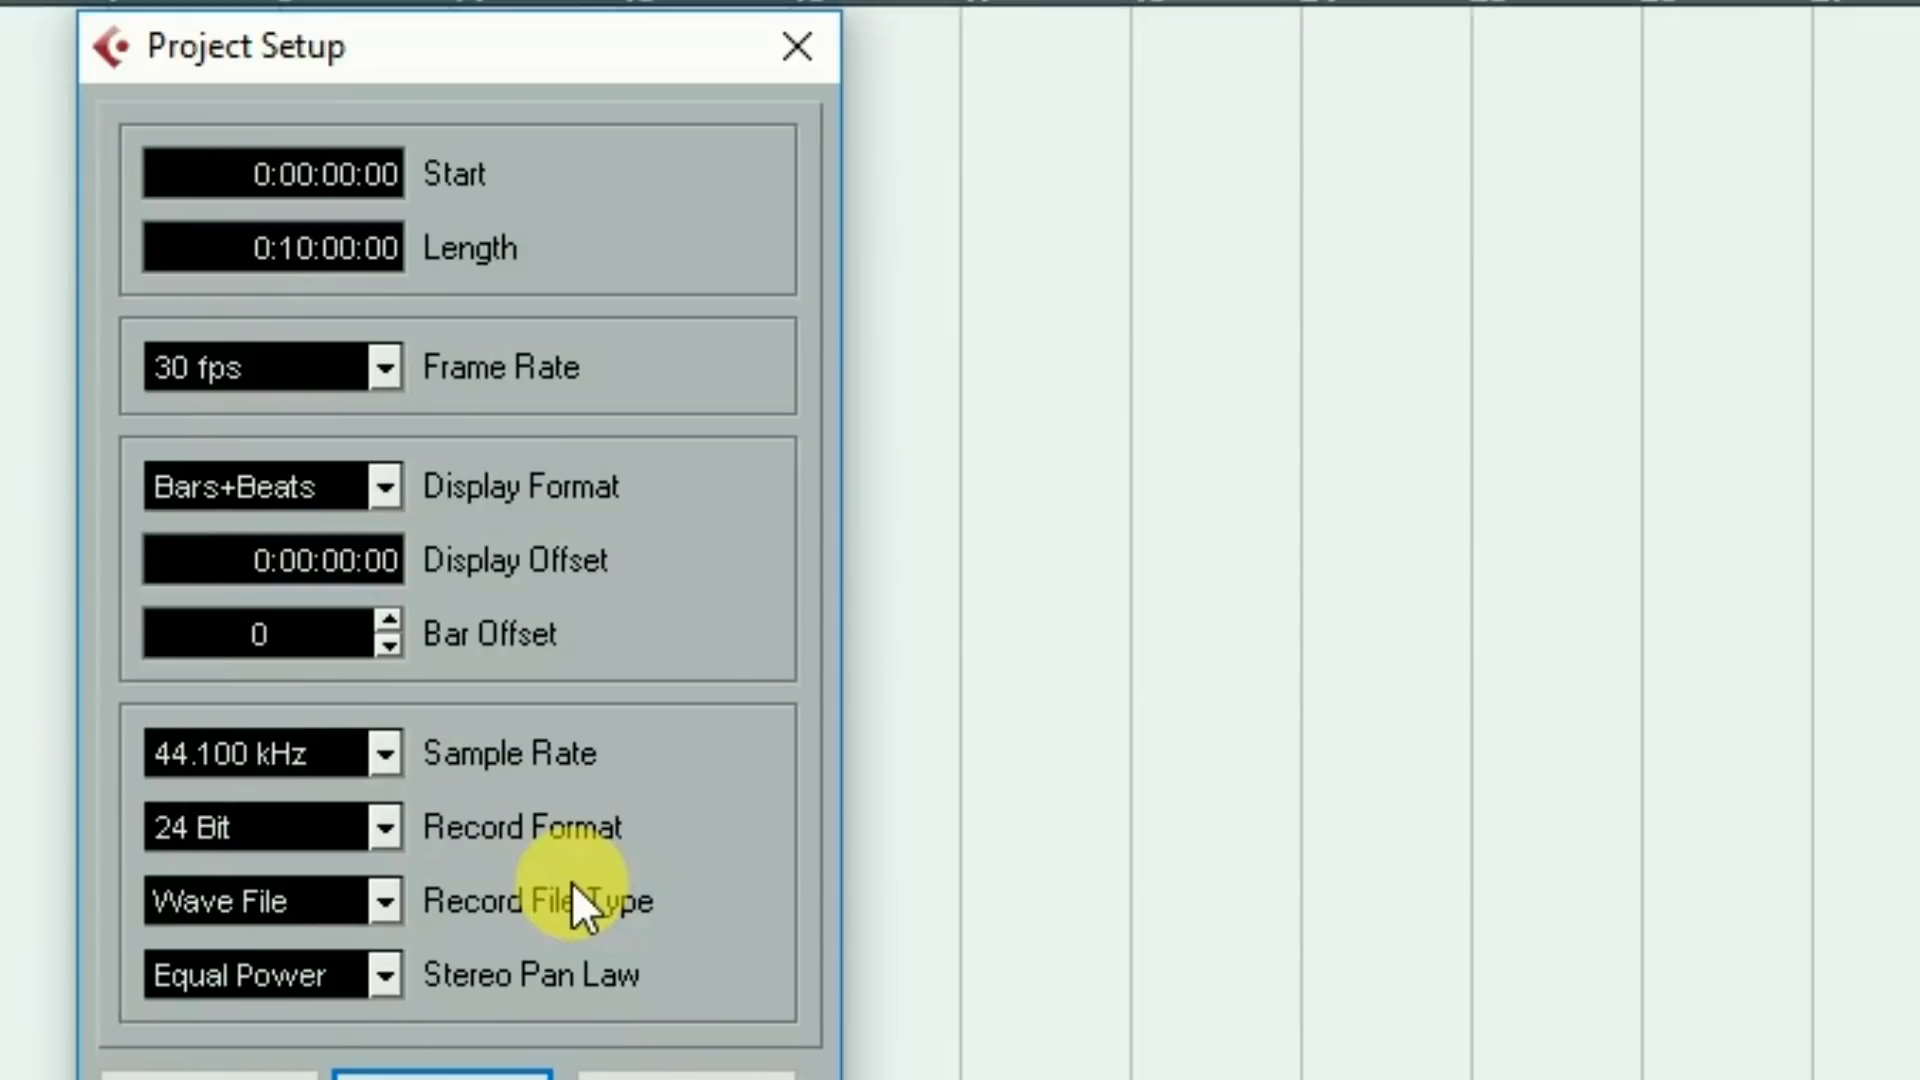 Project Setup
0:00:00:00 Start
0:10:00:00 Length
30 fps Frame Rate
Bars+Beats Display Format
0:00:00:00 Display Offset
0 Bar Offset
44.100 kHz Sample Rate
24 Bit Record Format
Wave File Record File Type
Equal Power Stereo Pan Law